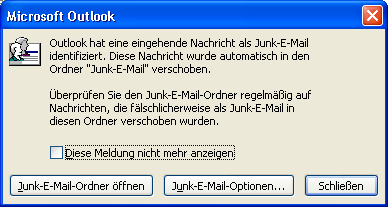 Microsoft Outlook
Outlook hat eine eingehende Nachricht als Junk-E-Mail
identifiziert. Diese Nachricht wurde automatisch in den
Ordner "Junk-E-Mail" verschoben.
Überprüfen Sie den Junk-E-Mail-Ordner regelmäßig auf
Nachrichten, die fälschlicherweise als Junk-E-Mail in
diesen Ordner verschoben wurden.
Diese Meldung nicht mehr anzeigen
Junk-E-Mail-Ordner öffnen
Junk-E-Mail-Optionen...
Schließen